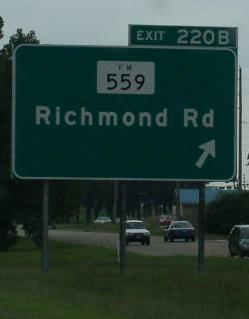 EXIT 220B
F.M.
559
Richmond Rd